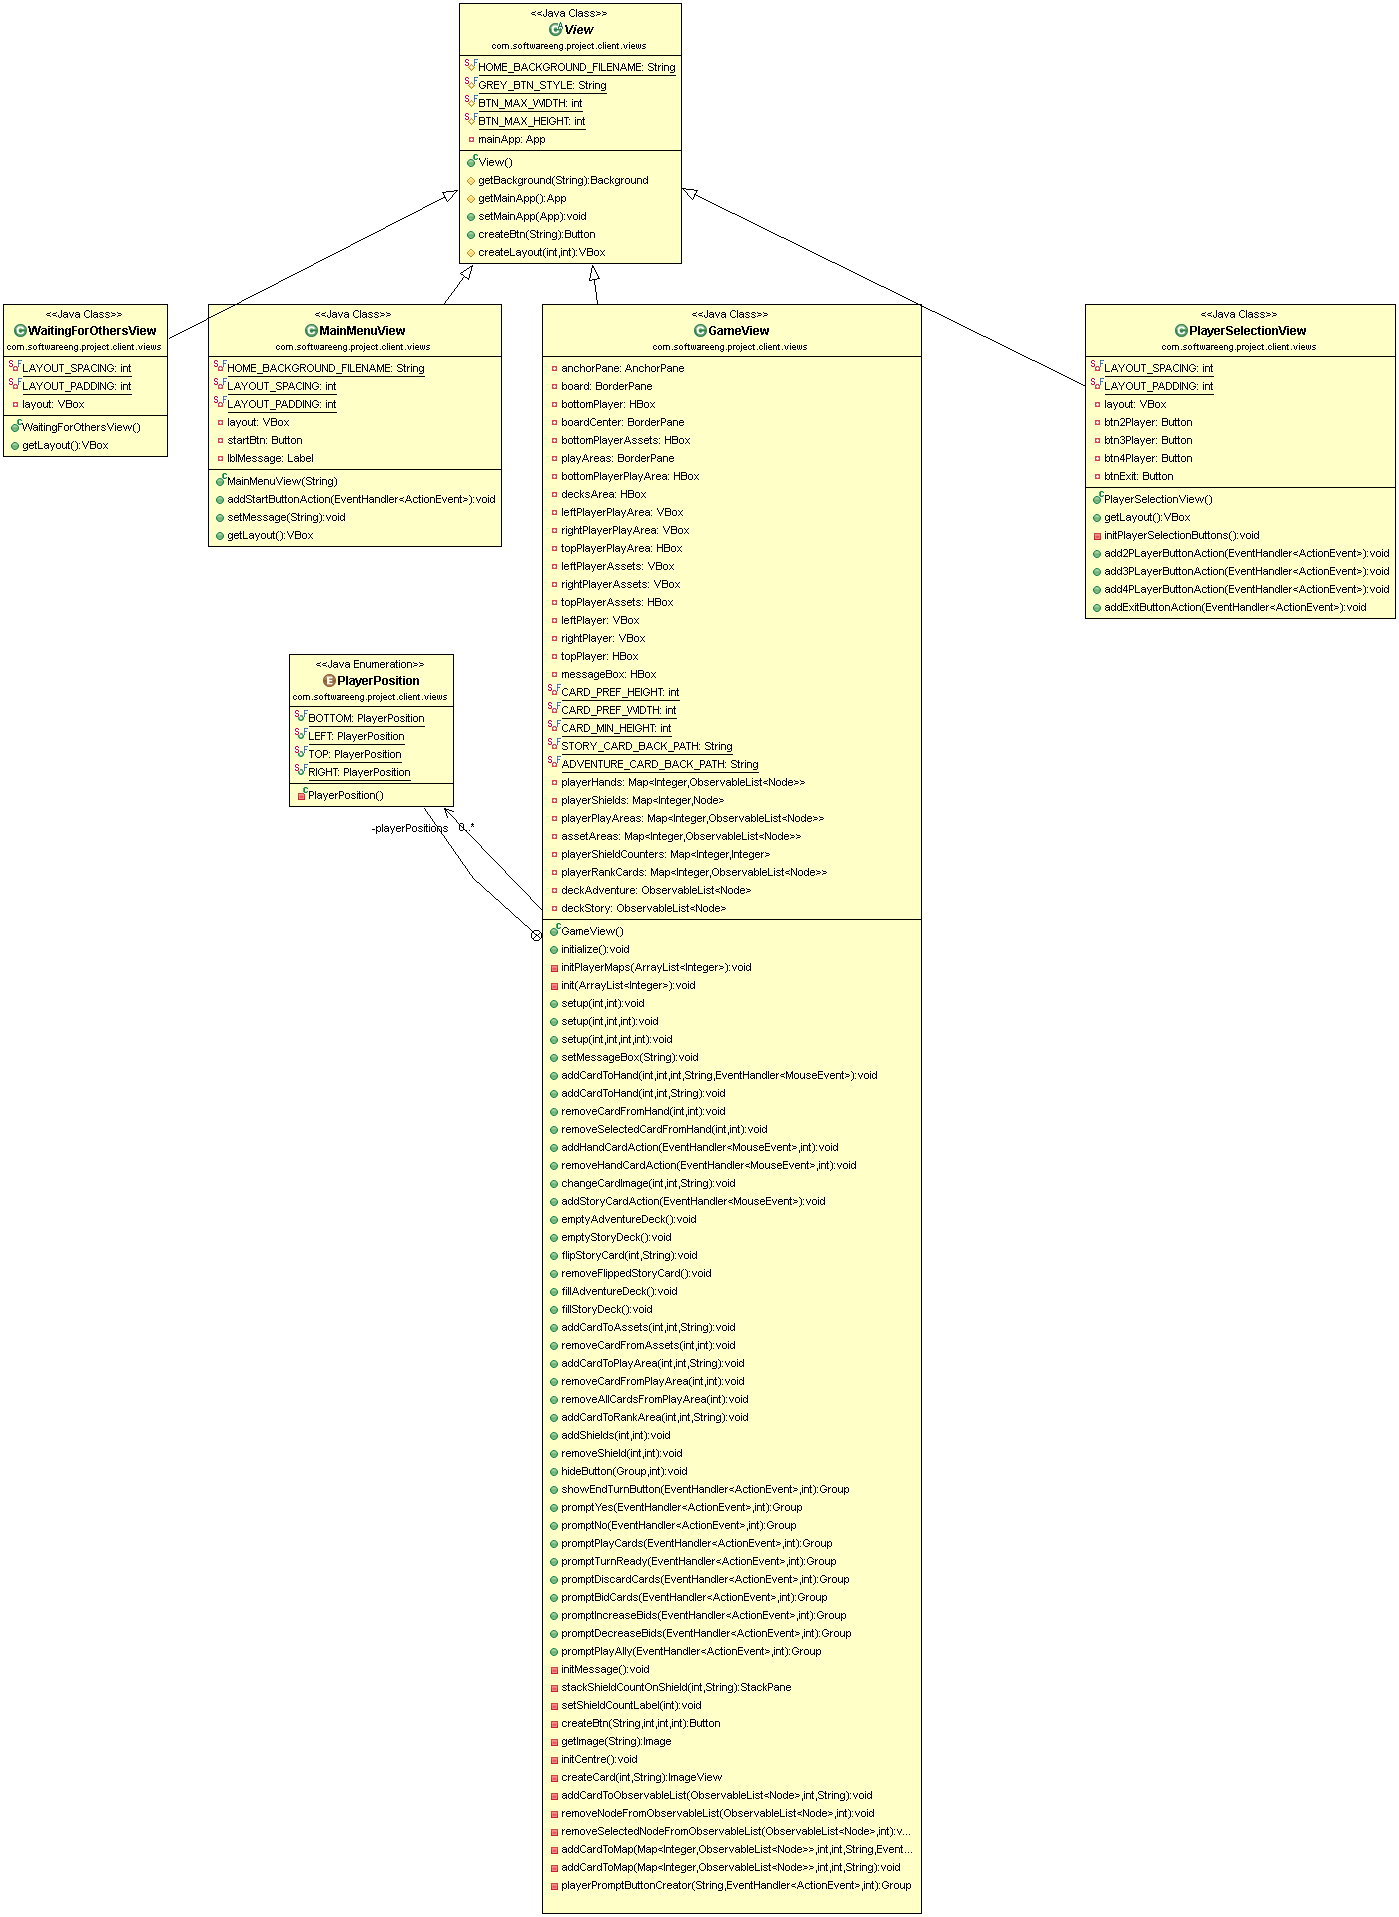 <<Java Class>>
View
com.softwareeng.project.client.views
HOME_BACKGROUND_FILENAME: String
GREY_BTN_STYLE: String
BTN_MAX_WIDTH: int
BTN_MAX_HEIGHT: int
mainApp: App
View()
getBackground(String):Background
getMainApp():App
setMainApp(App):void
createBtn(String):Button
createLayout(int,int):VBox
<<Java Class>>
WaitingForOthersView
com.softwareeng.project.client.views
LAYOUT_SPACING: int
LAYOUT_PADDING: int
layout: VBox
WaitingForOthersView()
getLayout():VBox
<<Java Class>>
MainMenuView
com.softwareeng.project.client.views
HOME_BACKGROUND_FILENAME: String
LAYOUT_SPACING: int
LAYOUT_PADDING: int
layout: VBox
startBtn: Button
lblMessage: Label
MainMenuView(String)
addStartButtonAction(EventHandler<ActionEvent>):void
setMessage(String):void
getLayout():VBox
<<Java Class>>
GameView
com.softwareeng.project.client.views
anchorPane: AnchorPane
board: BorderPane
bottomPlayer: HBox
boardCenter: BorderPane
bottomPlayerAssets: HBox
playAreas: BorderPane
bottomPlayerPlayArea: HBox
decksArea: HBox
leftPlayerPlayArea: VBox
rightPlayerPlayArea: VBox
topPlayerPlayArea: HBox
leftPlayerAssets: VBox
rightPlayerAssets: VBox
topPlayerAssets: HBox
leftPlayer: VBox
rightPlayer: VBox
topPlayer: HBox
messageBox: HBox
CARD_PREF_HEIGHT: int
CARD_PREF_WIDTH: int
CARD_MIN_HEIGHT: int
STORY_CARD_BACK_PATH: String
ADVENTURE_CARD_BACK_PATH: String
playerHands: Map<Integer,ObservableList<Node>>
playerShields: Map<Integer,Node>
playerPlayAreas: Map<Integer,ObservableList<Node>>
assetAreas: Map<Integer,ObservableList<Node>>
playerShieldCounters: Map<Integer,Integer>
playerRankCards: Map<Integer,ObservableList<Node>>
deckAdventure: ObservableList<Node>
deckStory: ObservableList<Node>
GameView()
initialize():void
initPlayerMaps(ArrayList<Integer>):void
init(ArrayList<Integer>):void
setup(int,int):void
setup(int,int,int):void
setup(int,int,int,int):void
setMessageBox(String):void
addCardToHand(int,int,int,String,EventHandler<MouseEvent>):void
addCardToHand(int,int,String):void
removeCardFromHand(int,int):void
removeSelectedCardFromHand(int,int):void
addHandCardAction(EventHandler<MouseEvent>,int):void
removeHandCardAction(EventHandler<MouseEvent>,int):void
changeCardImage(int,int,String):void
addStoryCardAction(EventHandler<MouseEvent>):void
emptyAdventureDeck():void
emptyStoryDeck():void
flipStoryCard(int,String):void
removeFlippedStoryCard():void
fillAdventureDeck():void
fillStoryDeck():void
addCardToAssets(int,int,String):void
removeCardFromAssets(int,int):void
addCardToPlayArea(int,int,String):void
removeCardFromPlayArea(int,int):void
removeAllCardsFromPlayArea(int):void
addCardToRankArea(int,int,String):void
addShields(int,int):void
removeShield(int,int):void
hideButton(Group,int):void
showEndTurnButton(EventHandler<ActionEvent>,int):Group
promptYes(EventHandler<ActionEvent>,int):Group
promptNo(EventHandler<ActionEvent>,int):Group
promptPlayCards(EventHandler<ActionEvent>,int):Group
promptTurnReady(EventHandler<ActionEvent>,int):Group
promptDiscardCards(EventHandler<ActionEvent>,int):Group
promptBidCards(EventHandler<ActionEvent>,int):Group
promptIncreaseBids(EventHandler<ActionEvent>,int):Group
promptDecreaseBids(EventHandler<ActionEvent>,int):Group
promptPlayAlly(EventHandler<ActionEvent>,int):Group
initMessage():void
stackShieldCountOnShield(int,String):StackPane
setShieldCountLabel(int):void
createBtn(String,int,int,int):Button
getImage(String):Image
initCentre():void
createCard(int,String):ImageView
addCardToObservableList(ObservableList<Node>,int,String):void
removeNodeFromObservableList(ObservableList<Node>,int):void
removeSelectedNodeFromObservableList(ObservableList<Node>,int):v...
addCardToMap(Map<Integer,ObservableList<Node>>,int,int,String,Event...
addCardToMap(Map<Integer,ObservableList<Node>>,int,int,String):void
playerPromptButtonCreator(String,EventHandler<ActionEvent>,int):Group
<<Java Class>>
PlayerSelectionView
com.softwareeng.project.client.views
LAYOUT_SPACING: int
LAYOUT_PADDING: int
layout: VBox
btn2Player: Button
btn3Player: Button
btn4Player: Button
btnExit: Button
PlayerSelectionView()
getLayout():VBox
initPlayerSelectionButtons():void
add2PLayerButtonAction(EventHandler<ActionEvent>):void
add3PLayerButtonAction(EventHandler<ActionEvent>):void
add4PLayerButtonAction(EventHandler<ActionEvent>):void
addExitButtonAction(EventHandler<ActionEvent>):void
<<Java Enumeration>>
PlayerPosition
com.softwareeng.project.client.views
BOTTOM: PlayerPosition
LEFT: PlayerPosition
TOP: PlayerPosition
RIGHT: PlayerPosition
PlayerPosition()
-playerPositions 0..*